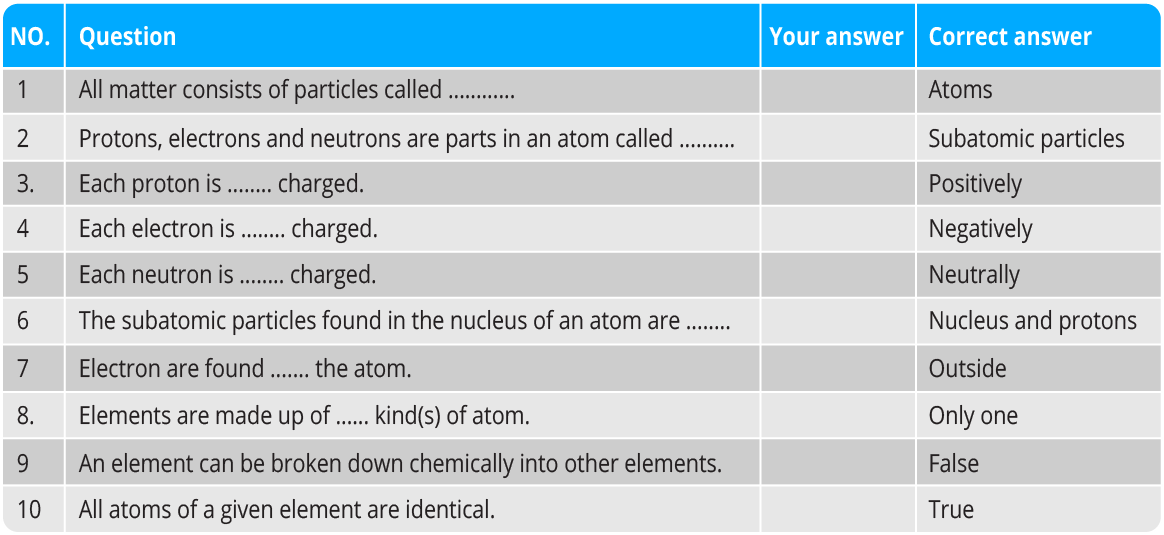 NO. Question Your answer Correct answer
1 All matter consists of particles called ............ Atoms
2 Protons, electrons and neutrons are parts in an atom called .......... Subatomic particles
3. Each proton is ........ charged. Positively
4 Each electron is ........ charged. Negatively
5 Each neutron is ........ charged. Neutrally
6 The subatomic particles found in the nucleus of an atom are ........ Nucleus and protons
7 Electron are found ....... the atom. Outside
8. Elements are made up of ...... kind(s) of atom. Only one
9 An element can be broken down chemically into other elements. False
10 All atoms of a given element are identical. True